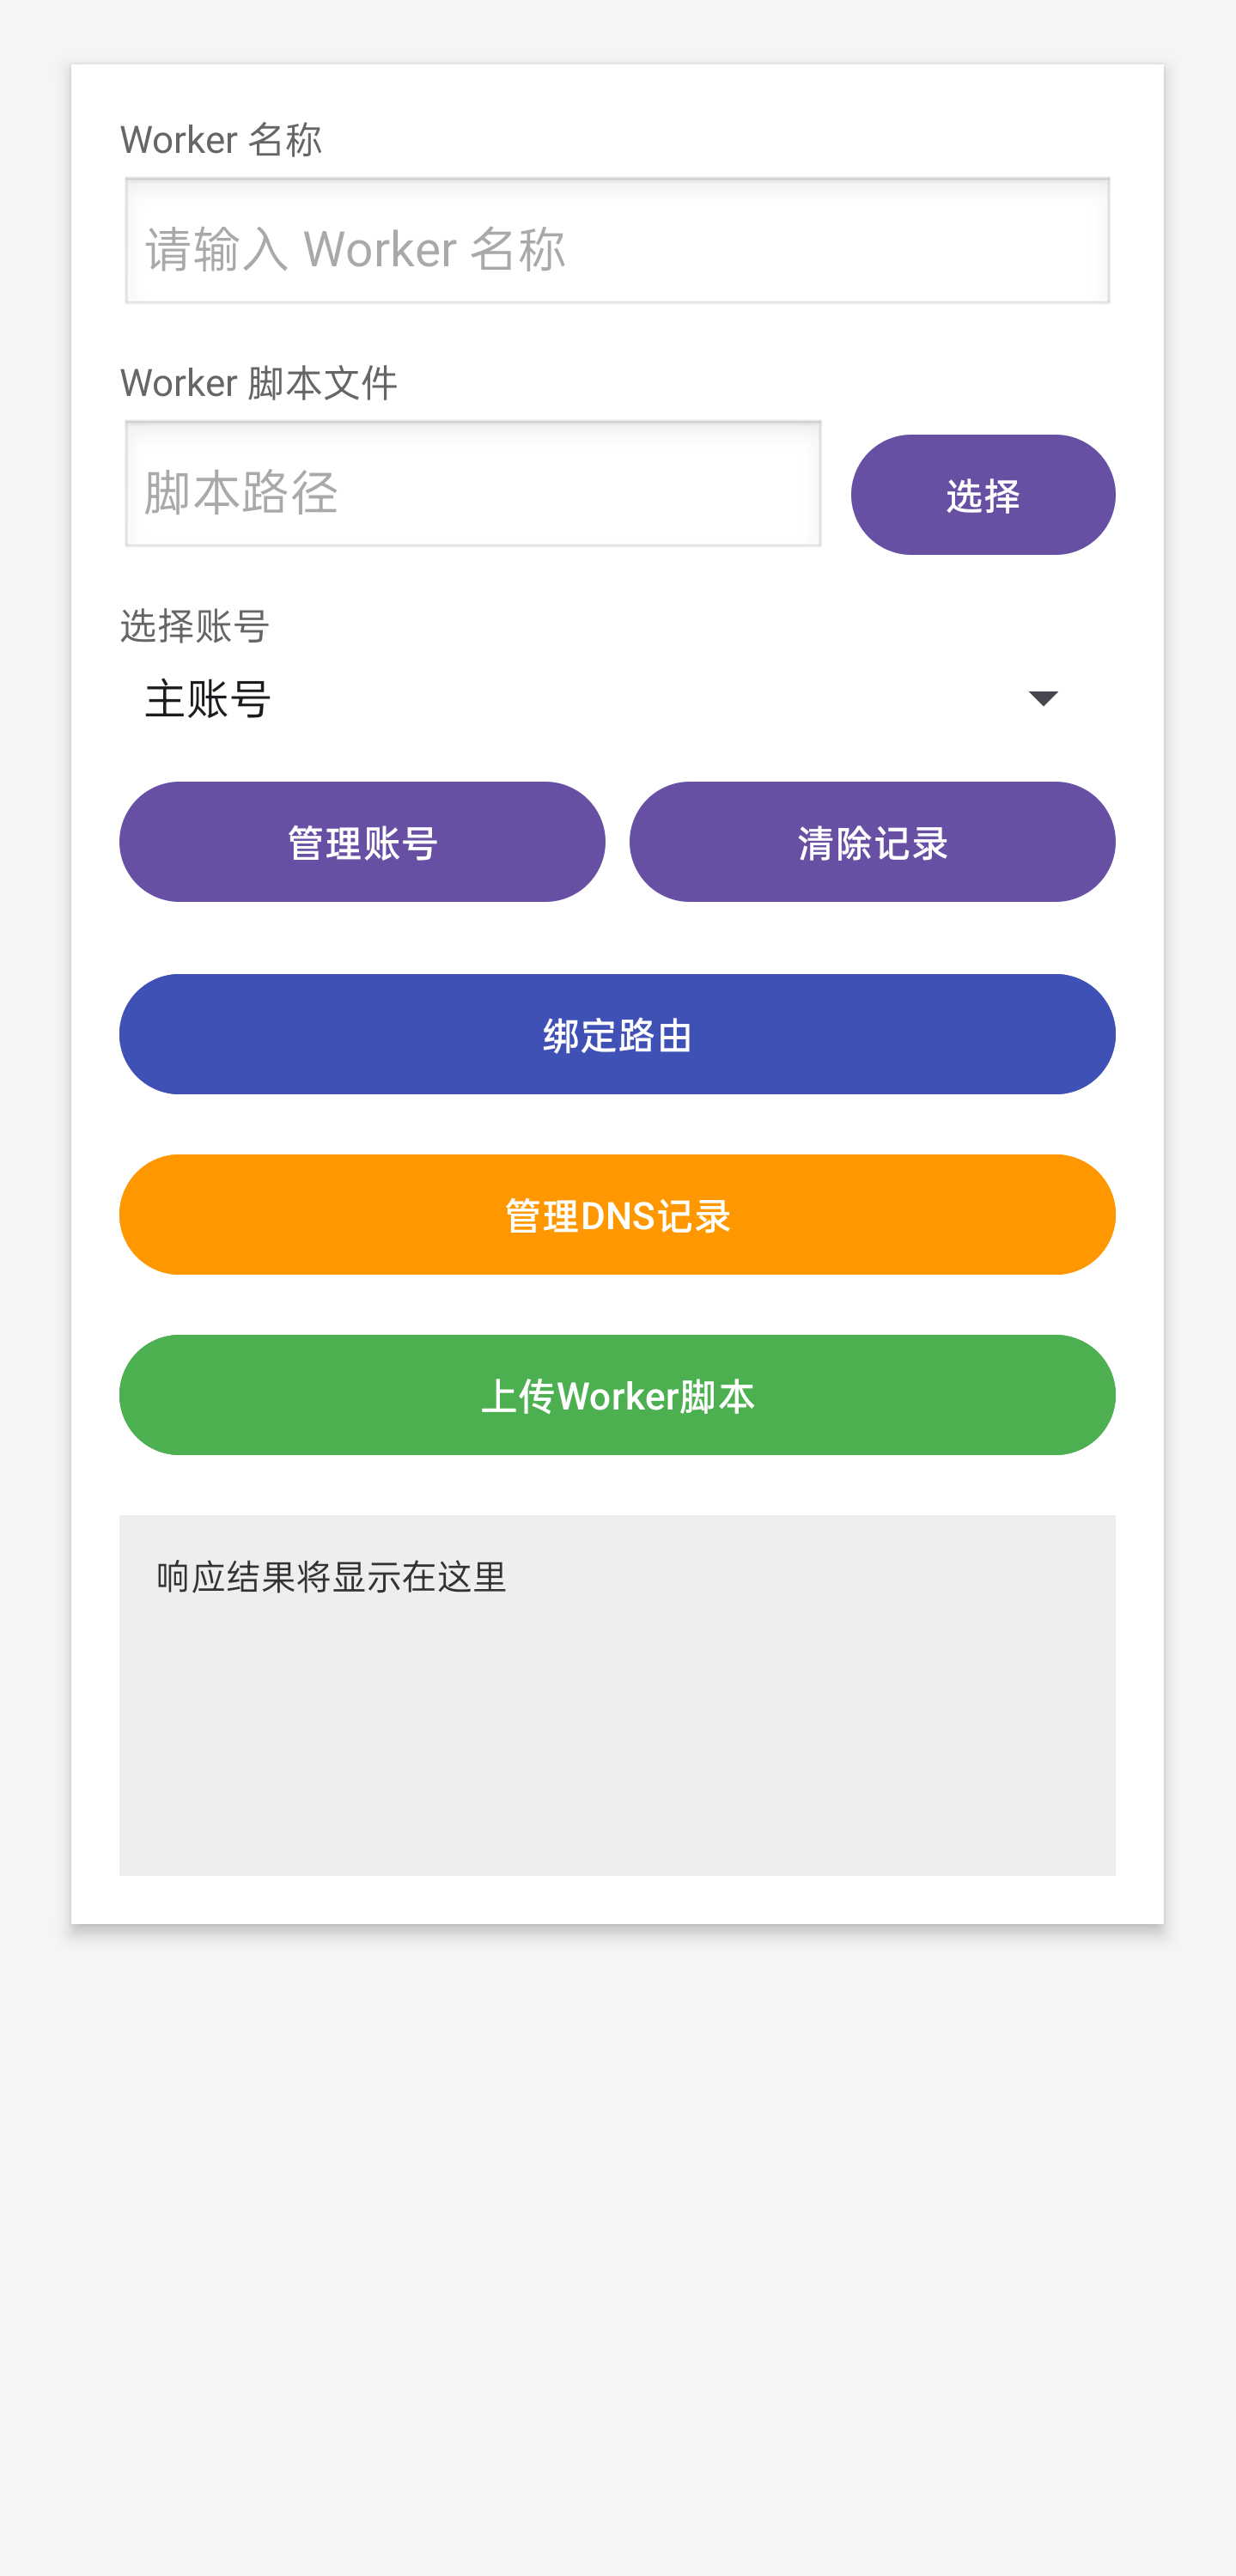 Worker 名称
请输入 Worker 名称
Worker 脚本文件
脚本路径
选择
选择账号
主账号
管理账号
清除记录
绑定路由
管理DNS记录
上传Worker脚本
响应结果将显示在这里